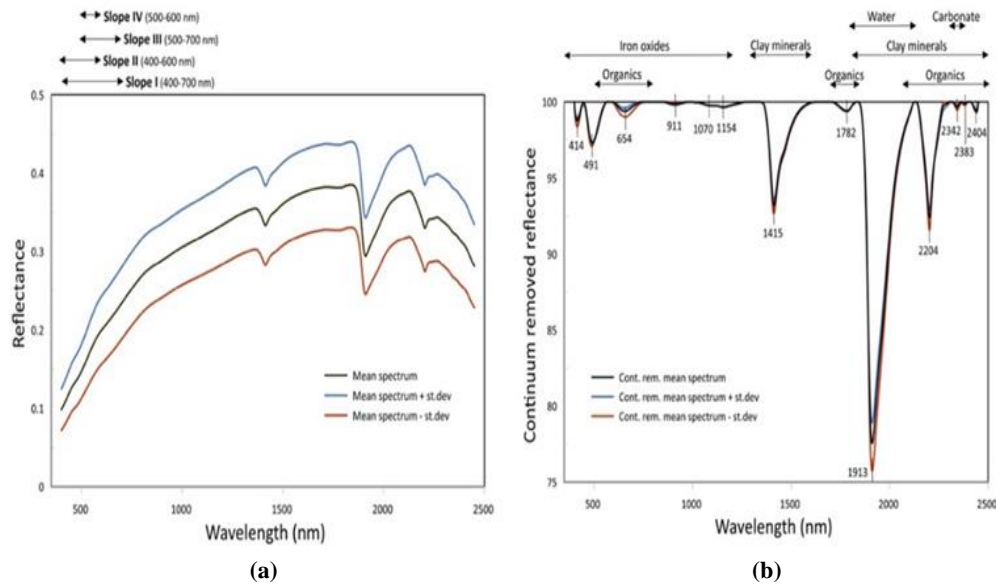 Slope IV (500-600 nm)
Slope III (500-700 nm)
Slope II (400-600 nm)
Slope I (400-700 nm)
0.5
0.4
0.3
0.2
0.1
0
Reflectance
Mean spectrum
Mean spectrum + st.dev
Mean spectrum - st.dev
500
1000
1500
2000
2500
Wavelength (nm)
(a)
Water
Carbonate
Iron oxides
Clay minerals
Clay minerals
Organics
Organics
Organics
100
95
90
85
80
75
Continuum removed reflectance
414
491
654
911
1070
1154
1415
1782
1913
2204
2342
2383
2404
Cont. rem. mean spectrum
Cont. rem. mean spectrum + st.dev
Cont. rem. mean spectrum - st.dev
500
1000
1500
2000
2500
Wavelength (nm)
(b)